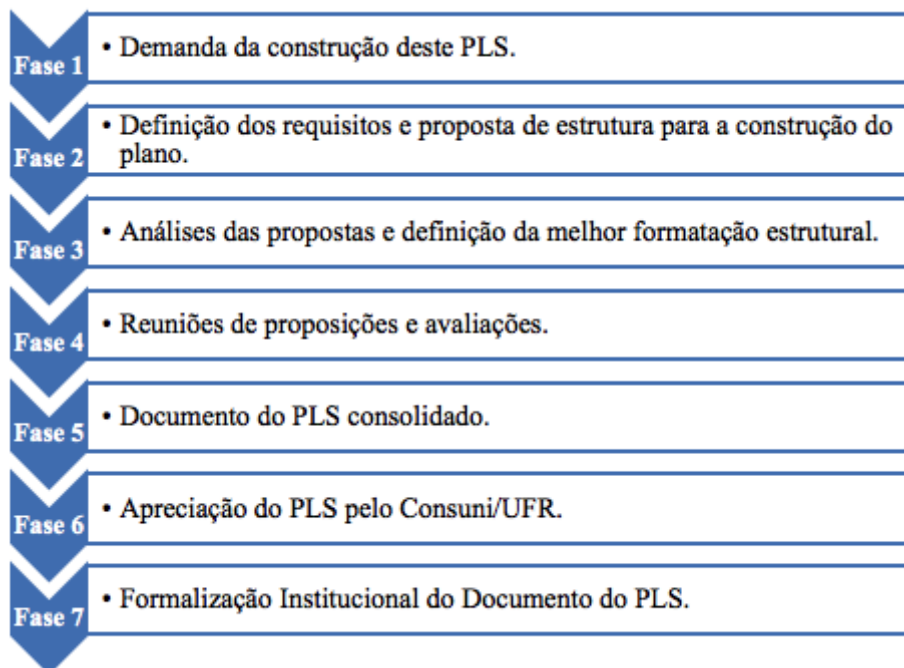 Fase 1
• Demanda da construção deste PLS.
Fase 2
• Definição dos requisitos e proposta de estrutura para a construção do
plano.
Fase 3
• Análises das propostas e definição da melhor formatação estrutural.
Fase 4
• Reuniões de proposições e avaliações.
Fase 5
• Documento do PLS consolidado.
Fase 6
• Apreciação do PLS pelo Consuni/UFR.
Fase 7
• Formalização Institucional do Documento do PLS.